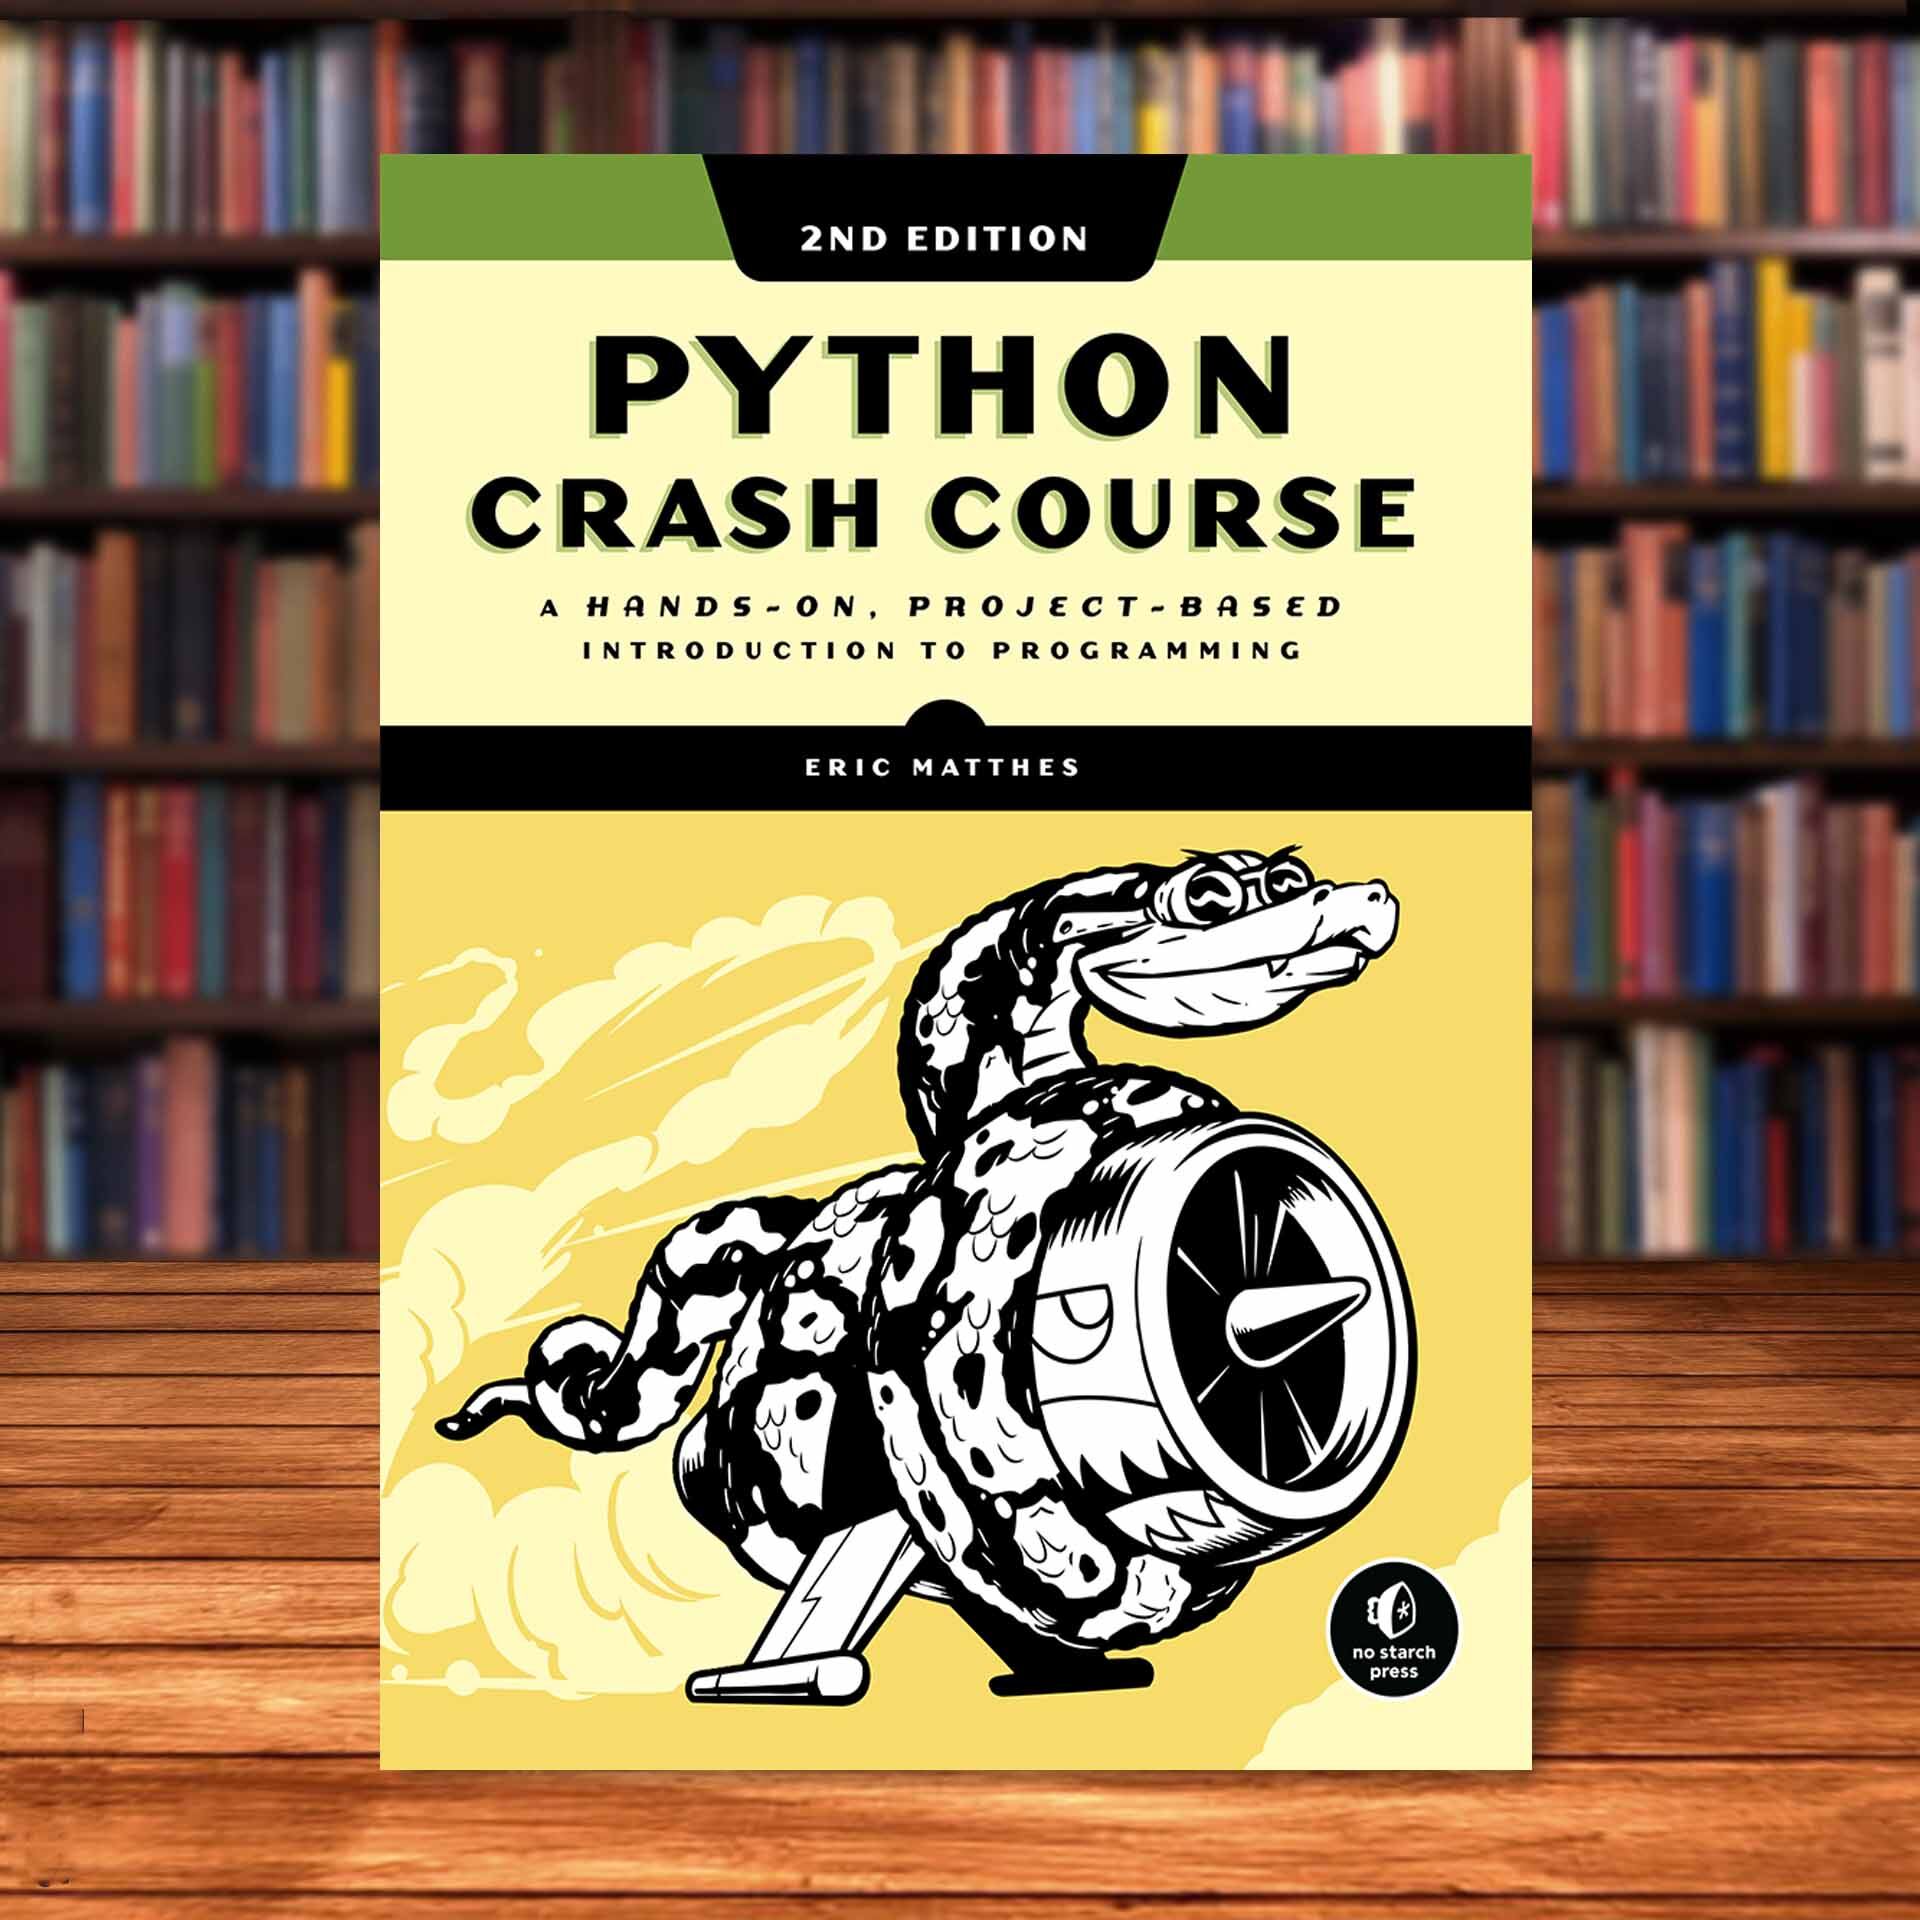 2ND EDITION
PYTHON
CRASH COURSE
A HANDS-ON, PROJECT-BASED
INTRODUCTION TO PROGRAMMING
ERIC MATTHES
no starch
press